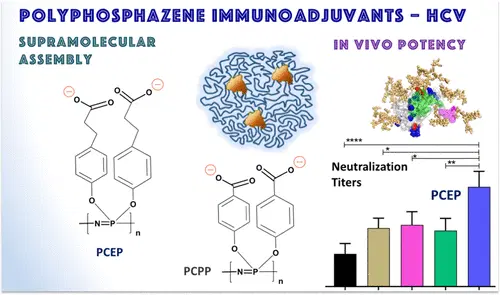 POLYPHOSPHAZENE IMMUNOADJUVANTS – HCV
SUPRAMOLECULAR
ASSEMBLY
IN VIVO POTENCY
O
O
O
O
O
O
N
P
n
PCEP
O
O
O
O
O
O
N
P
n
PCPP
****
*
*
**
Neutralization
Titers
PCEP